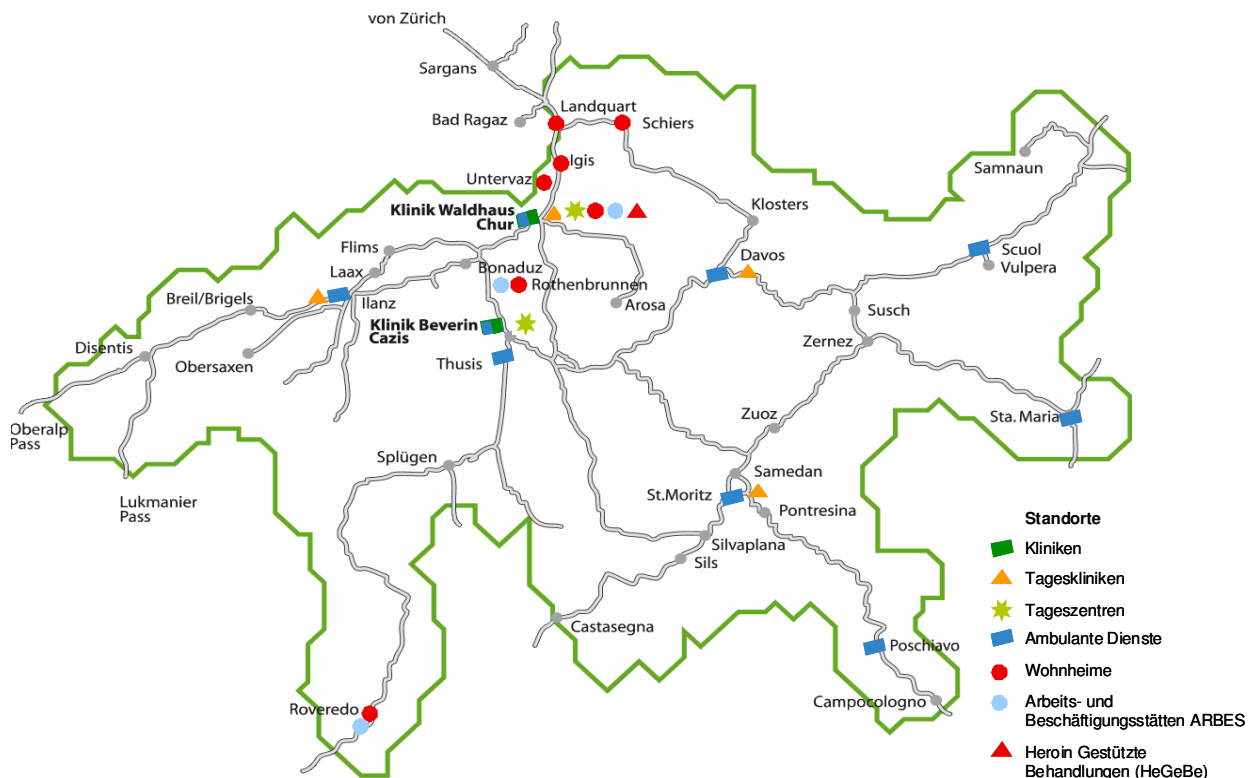 von Zürich
Sargans
Landquart
Bad Ragaz
Schiers
Igis
Samnaun
Untervaz
Klosters
Klinik Waldhaus
Chur
Flims
Davos
Scuol
Vulpera
Laax
Bonaduz
Rothenbrunnen
Breil/Brigels
Ilanz
Arosa
Susch
Klinik Beverin
Cazis
Zernez
Disentis
Obersaxen
Thusis
Zuoz
Sta. Maria
Oberalp
Pass
Splügen
Samedan
Lukmanier
Pass
St.Moritz
Pontresina
Silvaplana
Sils
Castasegna
Poschiavo
Roveredo
Campocologno
Standorte
Kliniken
Tageskliniken
Tageszentren
Ambulante Dienste
Wohnheime
Arbeits- und
Beschäftigungsstätten ARBES
Heroin Gestützte
Behandlungen (HeGeBe)